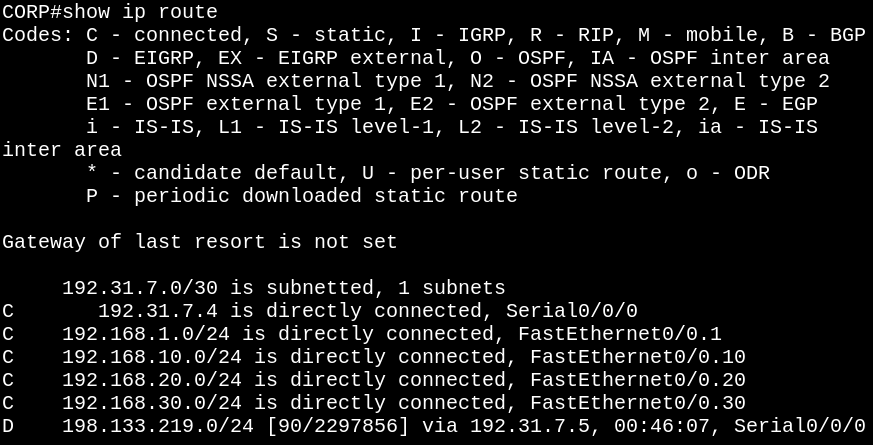 CORP#show ip route
Codes: C - connected, S - static, I - IGRP, R - RIP, M - mobile, B - BGP
       D - EIGRP, EX - EIGRP external, O - OSPF, IA - OSPF inter area
       N1 - OSPF NSSA external type 1, N2 - OSPF NSSA external type 2
       E1 - OSPF external type 1, E2 - OSPF external type 2, E - EGP
       i - IS-IS, L1 - IS-IS level-1, L2 - IS-IS level-2, ia - IS-IS
inter area
       * - candidate default, U - per-user static route, o - ODR
       P - periodic downloaded static route

Gateway of last resort is not set

     192.31.7.0/30 is subnetted, 1 subnets
C       192.31.7.4 is directly connected, Serial0/0/0
C    192.168.1.0/24 is directly connected, FastEthernet0/0.1
C    192.168.10.0/24 is directly connected, FastEthernet0/0.10
C    192.168.20.0/24 is directly connected, FastEthernet0/0.20
C    192.168.30.0/24 is directly connected, FastEthernet0/0.30
D    198.133.219.0/24 [90/2297856] via 192.31.7.5, 00:46:07, Serial0/0/0